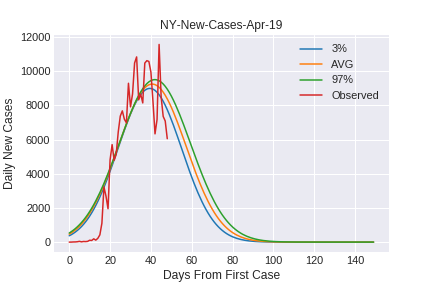 NY-New-Cases-Apr-19
3%
AVG
97%
Observed
Daily New Cases
12000
10000
8000
6000
4000
2000
0
0 20 40 60 80 100 120 140
Days From First Case